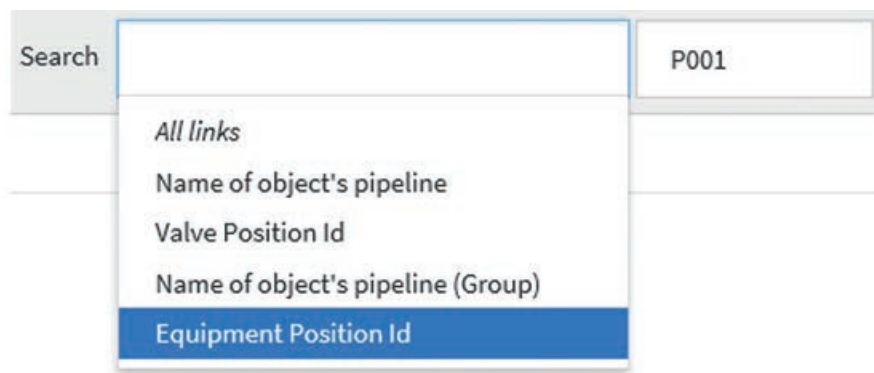 Search P001
All links
Name of object's pipeline
Valve Position Id
Name of object's pipeline (Group)
Equipment Position Id